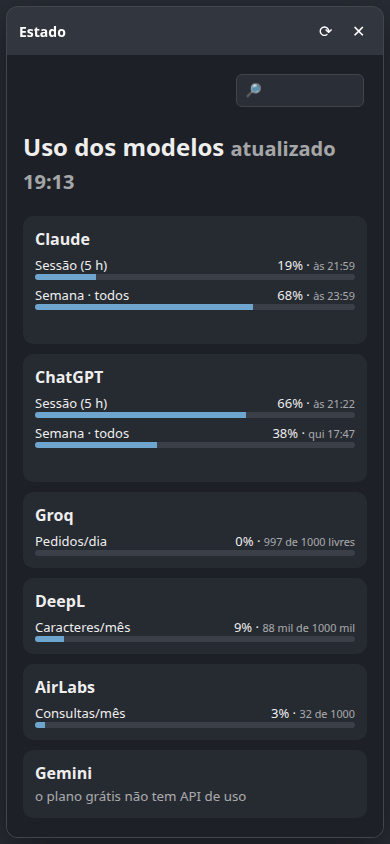 Estado
Uso dos modelos atualizado
19:13
Claude
Sessão (5 h) 19% · às 21:59
Semana · todos 68% · às 23:59
ChatGPT
Sessão (5 h) 66% · às 21:22
Semana · todos 38% · qui 17:47
Groq
Pedidos/dia 0% · 997 de 1000 livres
DeepL
Caracteres/mês 9% · 88 mil de 1000 mil
AirLabs
Consultas/mês 3% · 32 de 1000
Gemini
o plano grátis não tem API de uso